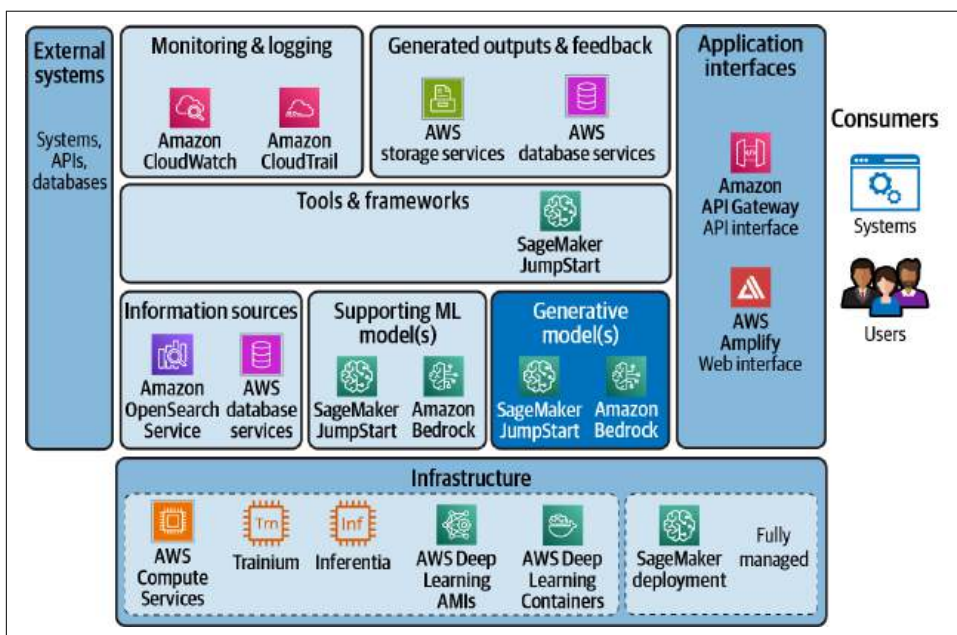 External
systems
Systems,
APIs,
databases
Monitoring & logging
Amazon
CloudWatch
Amazon
CloudTrail
Generated outputs & feedback
AWS
storage services
AWS
database services
Tools & frameworks
SageMaker
JumpStart
Information sources
Amazon
OpenSearch
Service
AWS
database
services
Supporting ML
model(s)
SageMaker
JumpStart
Amazon
Bedrock
Generative
model(s)
SageMaker
JumpStart
Amazon
Bedrock
Application
interfaces
Amazon
API Gateway
API interface
AWS
Amplify
Web interface
Consumers
Systems
Users
Infrastructure
AWS
Compute
Services
Trn
Trainium
Inf
Inferentia
AWS Deep
Learning
AMIs
AWS Deep
Learning
Containers
SageMaker
deployment
Fully
managed